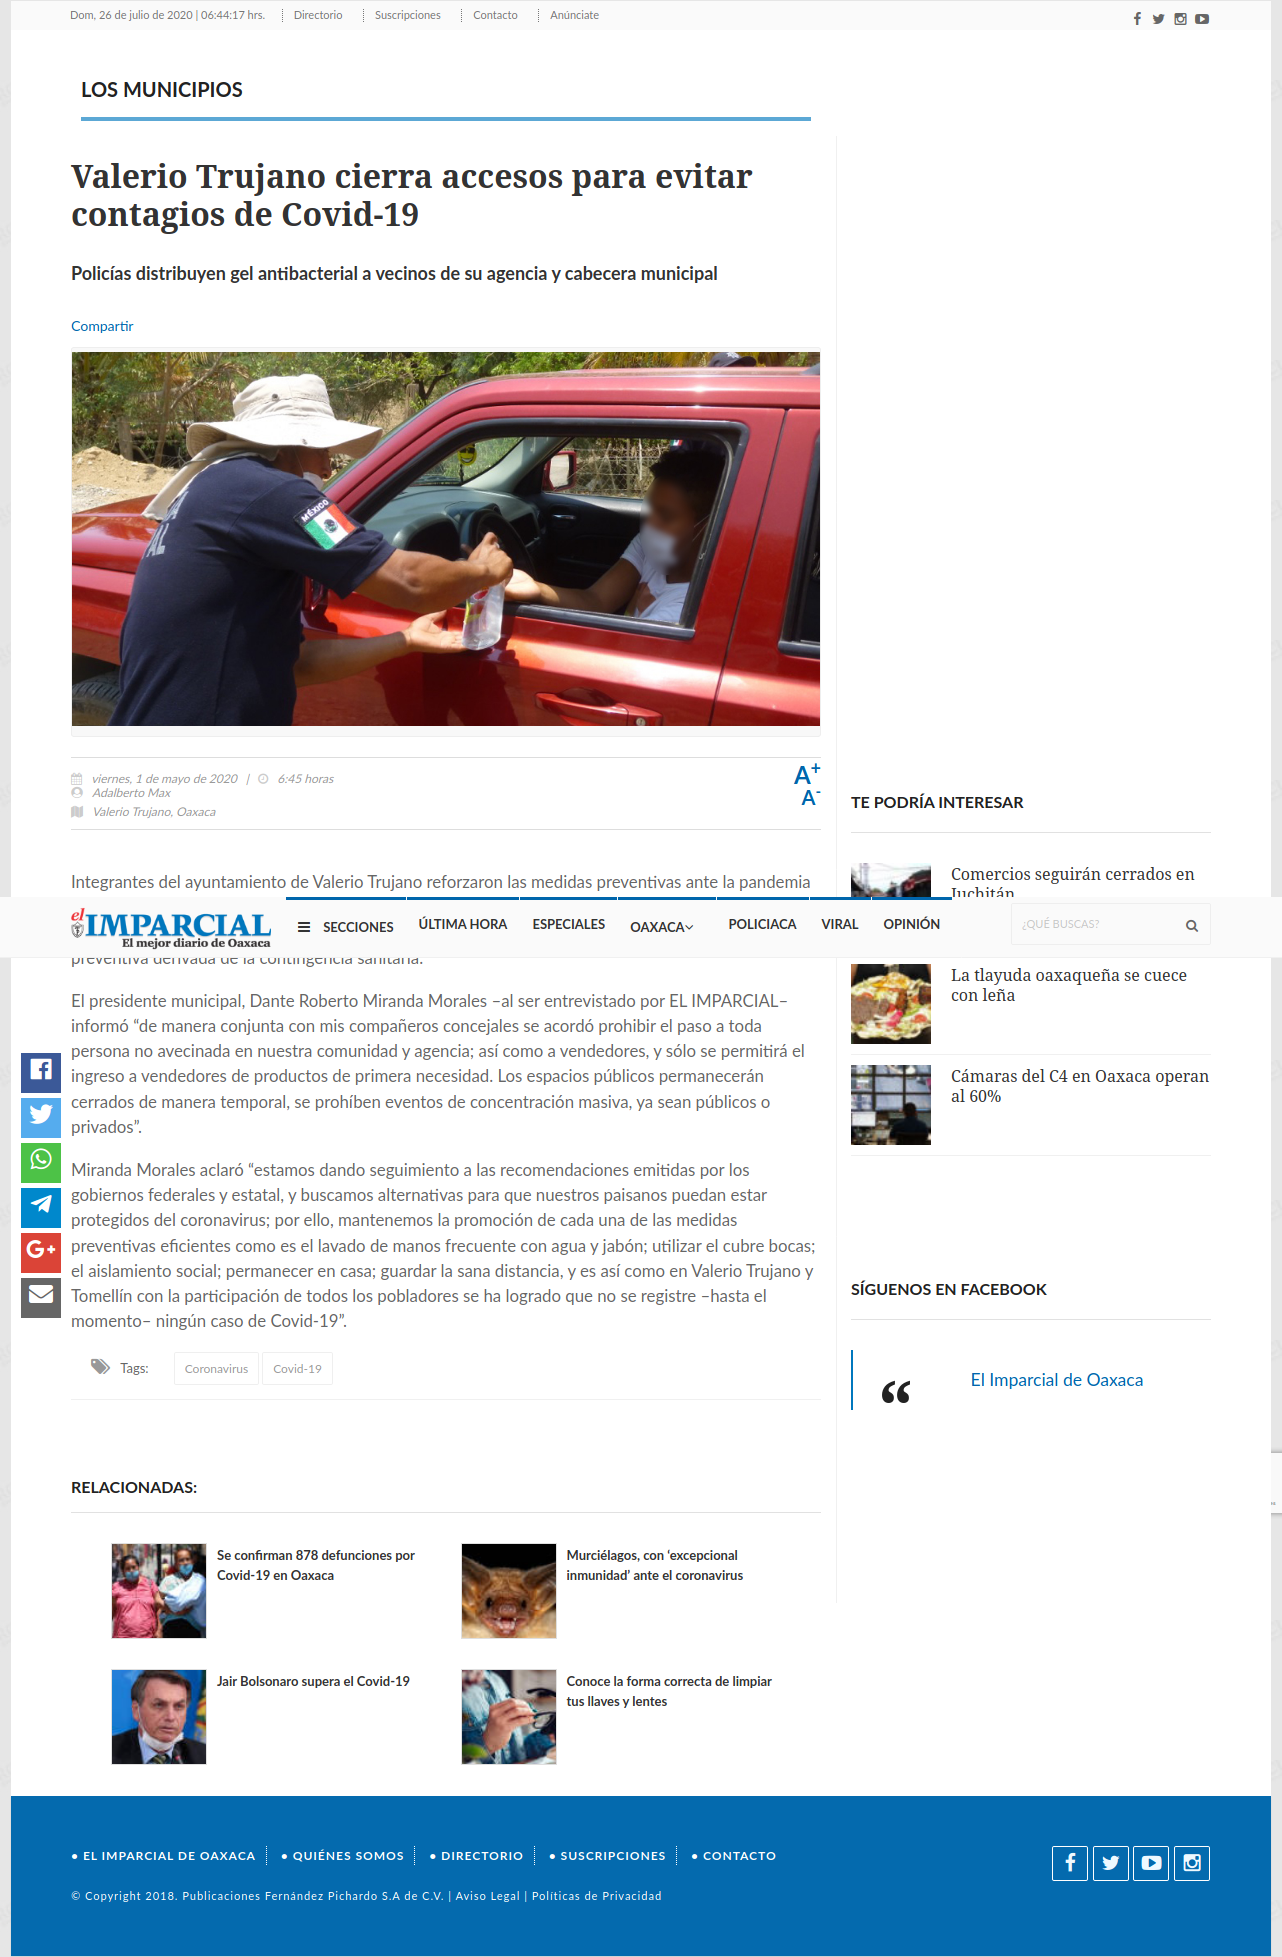 Dom, 26 de julio de 2020 | 06:44:17 hrs.
Directorio
Suscripciones
Contacto
Anúnciate
LOS MUNICIPIOS
Valerio Trujano cierra accesos para evitar
contagios de Covid-19
Policías distribuyen gel antibacterial a vecinos de su agencia y cabecera municipal
Compartir
MÉXICO
viernes, 1 de mayo de 2020 | 6:45 horas
Adalberto Max
Valerio Trujano, Oaxaca
A+
A-
Integrantes del ayuntamiento de Valerio Trujano reforzaron las medidas preventivas ante la pandemia
el IMPARCIAL
El mejor diario de Oaxaca
SECCIONES
ÚLTIMA HORA
ESPECIALES
OAXACA
POLICIACA
VIRAL
OPINIÓN
¿QUÉ BUSCAS?
preventiva derivada de la contingencia sanitaria.
El presidente municipal, Dante Roberto Miranda Morales –al ser entrevistado por EL IMPARCIAL–
informó “de manera conjunta con mis compañeros concejales se acordó prohibir el paso a toda
persona no avecinada en nuestra comunidad y agencia; así como a vendedores, y sólo se permitirá el
ingreso a vendedores de productos de primera necesidad. Los espacios públicos permanecerán
cerrados de manera temporal, se prohíben eventos de concentración masiva, ya sean públicos o
privados”.
Miranda Morales aclaró “estamos dando seguimiento a las recomendaciones emitidas por los
gobiernos federales y estatal, y buscamos alternativas para que nuestros paisanos puedan estar
protegidos del coronavirus; por ello, mantenemos la promoción de cada una de las medidas
preventivas eficientes como es el lavado de manos frecuente con agua y jabón; utilizar el cubre bocas;
el aislamiento social; permanecer en casa; guardar la sana distancia, y es así como en Valerio Trujano y
Tomellín con la participación de todos los pobladores se ha logrado que no se registre –hasta el
momento– ningún caso de Covid-19”.
Tags:
Coronavirus
Covid-19
RELACIONADAS:
Se confirman 878 defunciones por
Covid-19 en Oaxaca
Murciélagos, con ‘excepcional
inmunidad’ ante el coronavirus
Jair Bolsonaro supera el Covid-19
Conoce la forma correcta de limpiar
tus llaves y lentes
TE PODRÍA INTERESAR
Comercios seguirán cerrados en
Juchitán
La tlayuda oaxaqueña se cuece
con leña
Cámaras del C4 en Oaxaca operan
al 60%
SÍGUENOS EN FACEBOOK
“ El Imparcial de Oaxaca
● EL IMPARCIAL DE OAXACA
● QUIÉNES SOMOS
● DIRECTORIO
● SUSCRIPCIONES
● CONTACTO
© Copyright 2018. Publicaciones Fernández Pichardo S.A de C.V. | Aviso Legal | Políticas de Privacidad